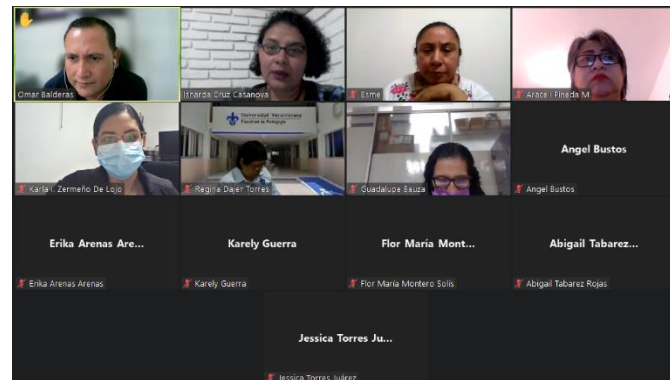 Omar Balderas
Isnarda Cruz Casanova
Esme
Araceli Pineda M
Karla I. Zermeño De Lojo
Universidad Veracruzana
Facultad de Pedagogía
Regina Dajer Torres
Guadalupe Bauza
Angel Bustos
Angel Bustos
Erika Arenas Are...
Erika Arenas Arenas
Karely Guerra
Karely Guerra
Flor María Mont...
Flor María Montero Solís
Abigail Tabarez...
Abigail Tabarez Rojas
Jessica Torres Ju...
Jessica Torres Juárez